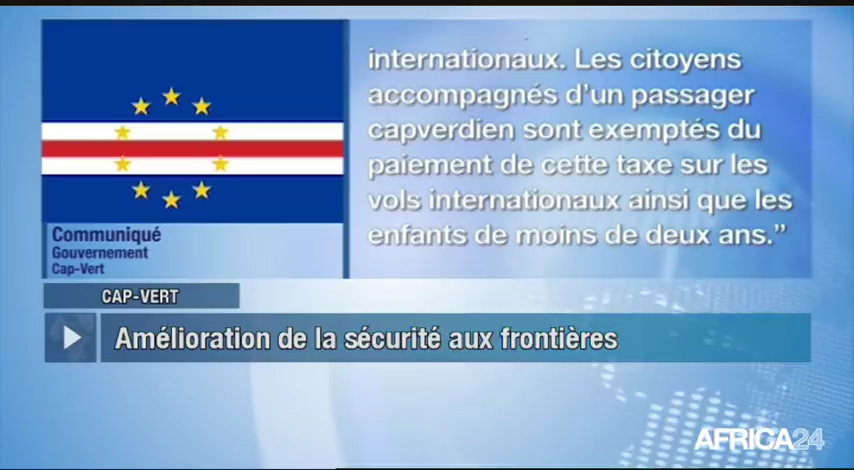 internationaux. Les citoyens
accompagnés d'un passager
capverdien sont exemptés du
paiement de cette taxe sur les
vols internationaux ainsi que les
enfants de moins de deux ans.”
Communiqué
Gouvernement
Cap-Vert
CAP-VERT
Amélioration de la sécurité aux frontières
AFRICA24